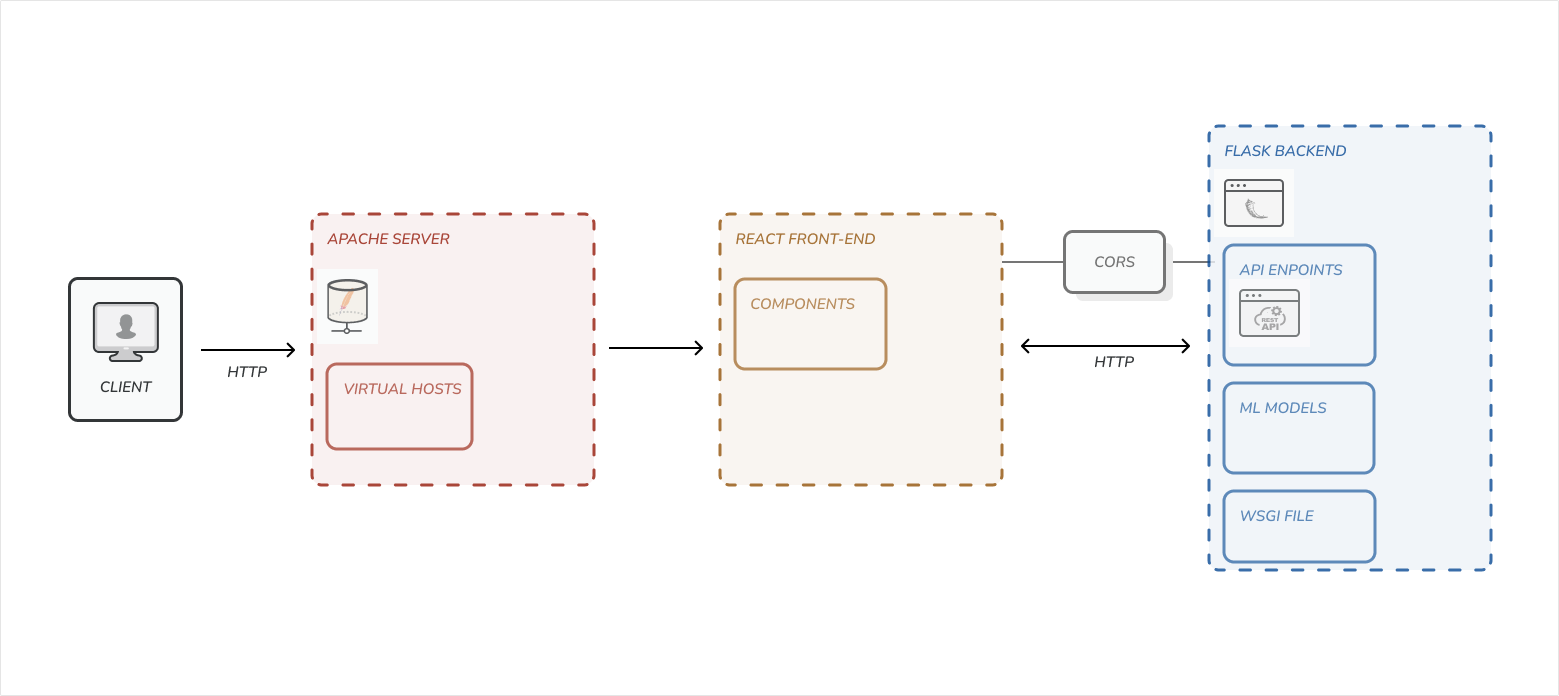 CLIENT
HTTP
APACHE SERVER
VIRTUAL HOSTS
REACT FRONT-END
COMPONENTS
CORS
HTTP
FLASK BACKEND
API ENPOINTS
REST
API
ML MODELS
WSGI FILE